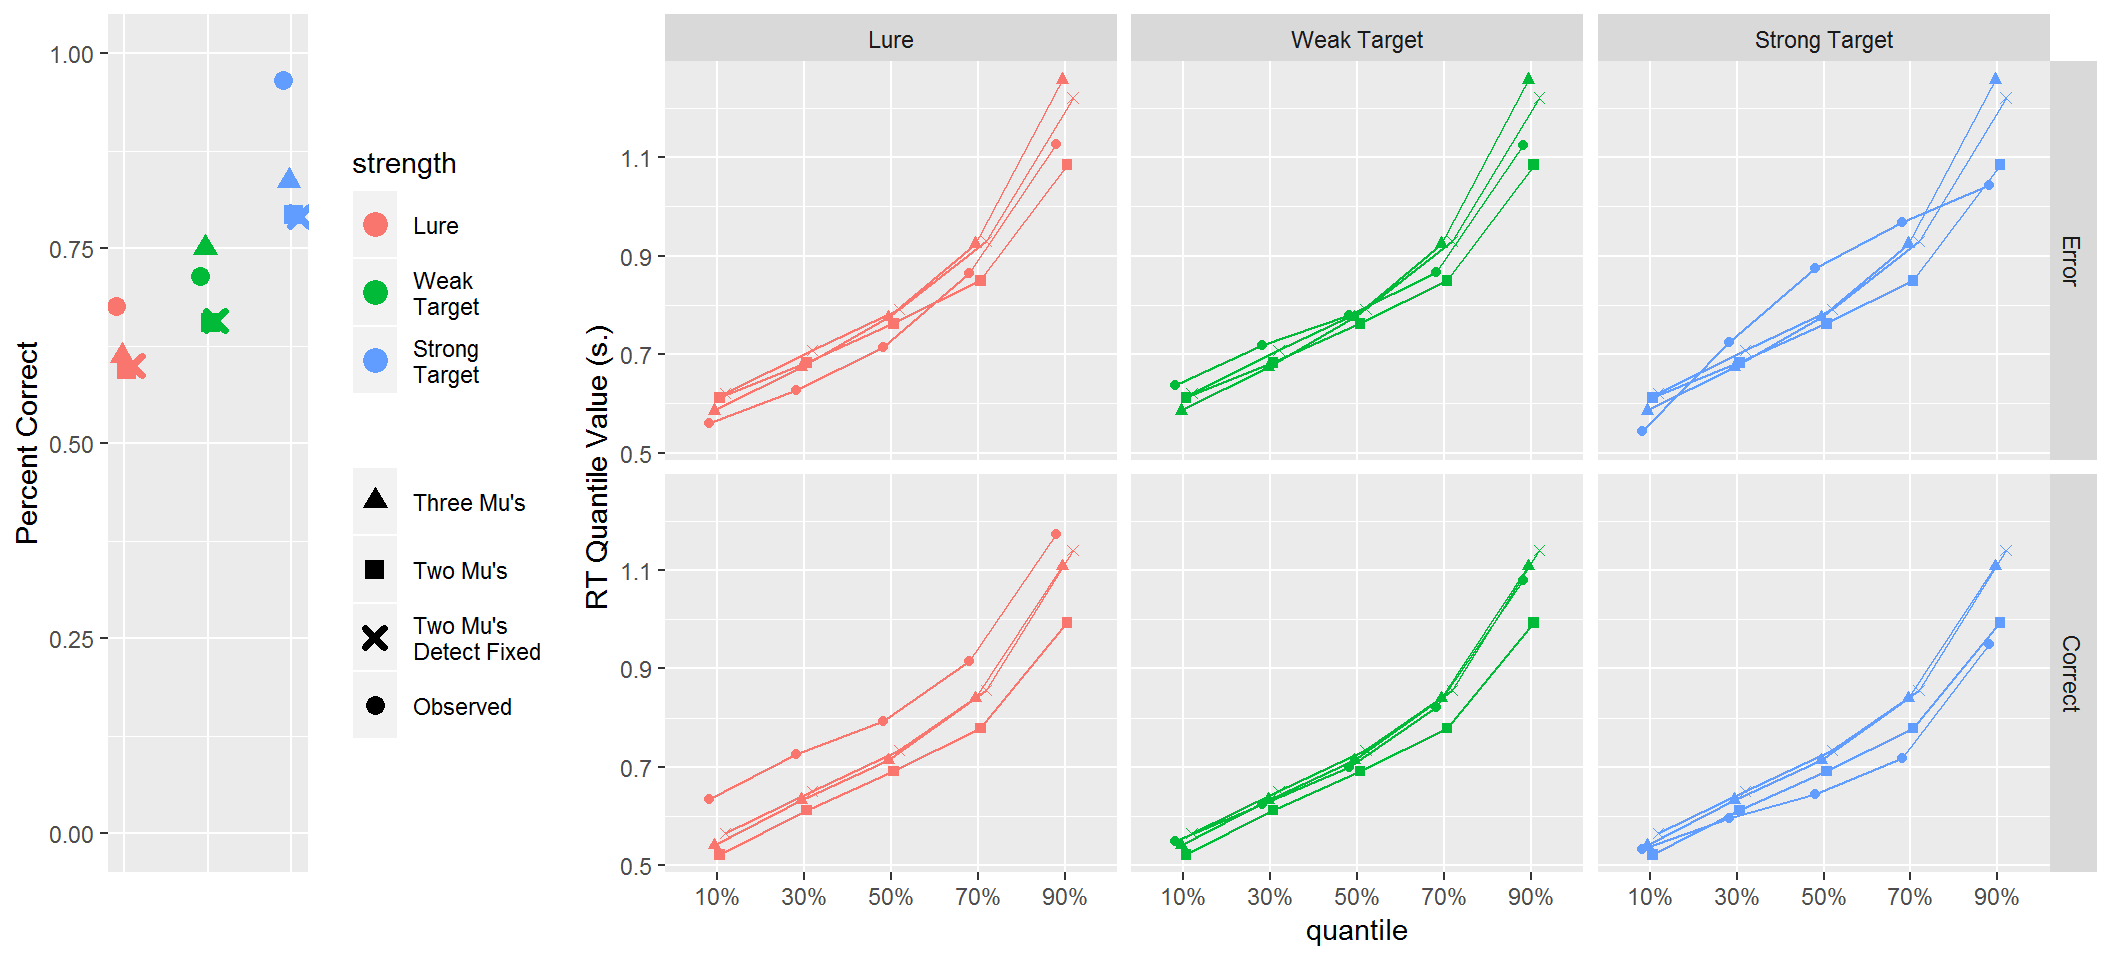 Percent Correct
1.00
0.75
0.50
0.25
0.00
strength
Lure
Weak
Target
Strong
Target
Three Mu's
Two Mu's
Two Mu's
Detect Fixed
Observed
RT Quantile Value (s.)
Lure
Weak Target
Strong Target
1.1
0.9
0.7
0.5
Error
1.1
0.9
0.7
0.5
Correct
10% 30% 50% 70% 90%
10% 30% 50% 70% 90%
10% 30% 50% 70% 90%
quantile